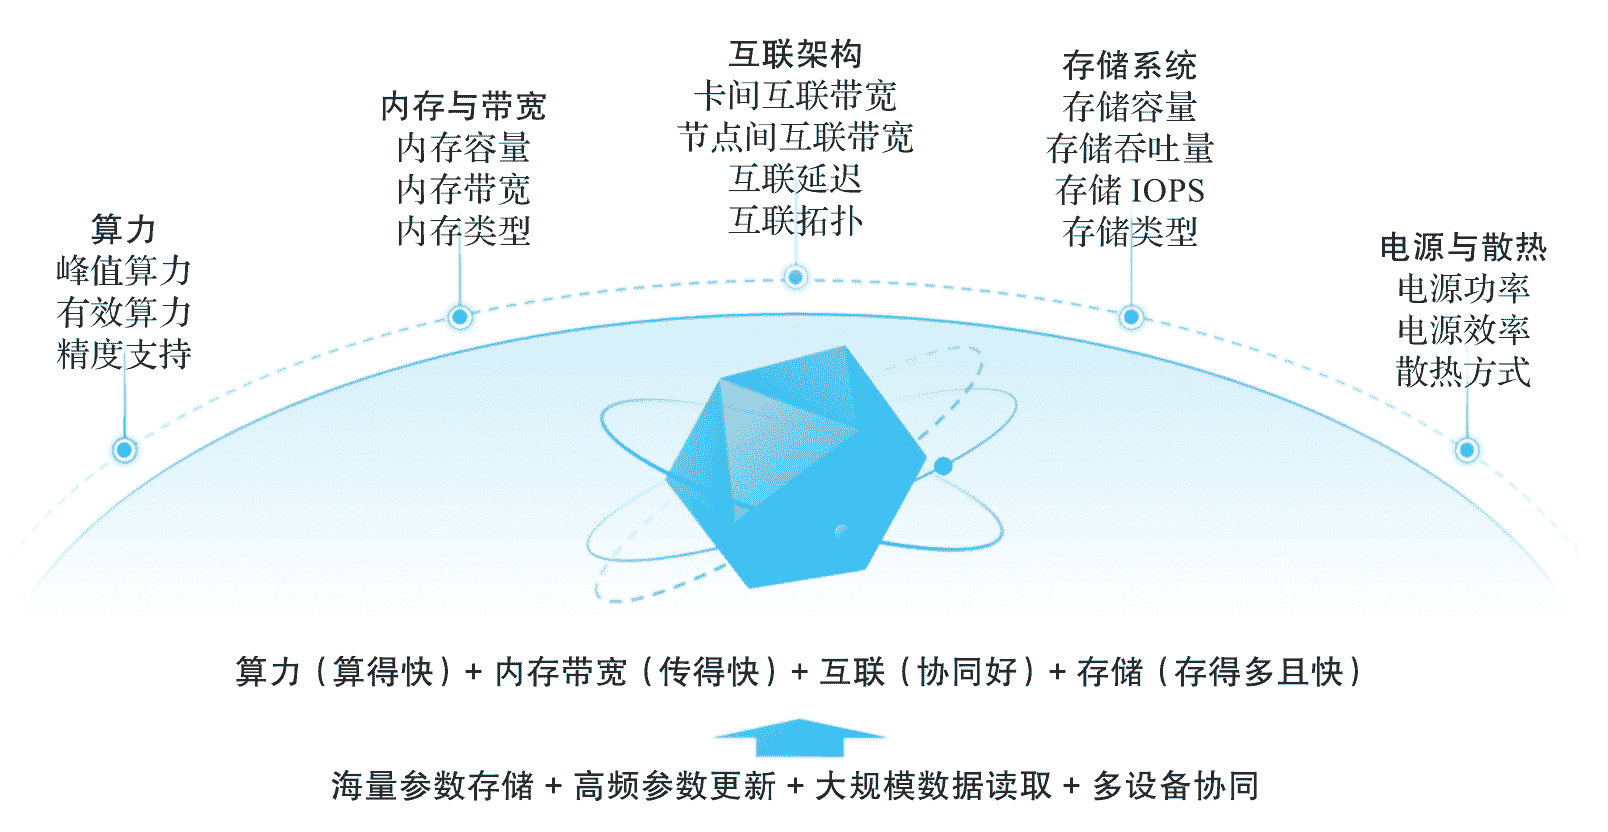 算力
峰值算力
有效算力
精度支持
内存与带宽
内存容量
内存带宽
内存类型
互联架构
卡间互联带宽
节点间互联带宽
互联延迟
互联拓扑
存储系统
存储容量
存储吞吐量
存储 IOPS
存储类型
电源与散热
电源功率
电源效率
散热方式
算力（算得快）+ 内存带宽（传得快）+ 互联（协同好）+ 存储（存得多且快）
海量参数存储 + 高频参数更新 + 大规模数据读取 + 多设备协同